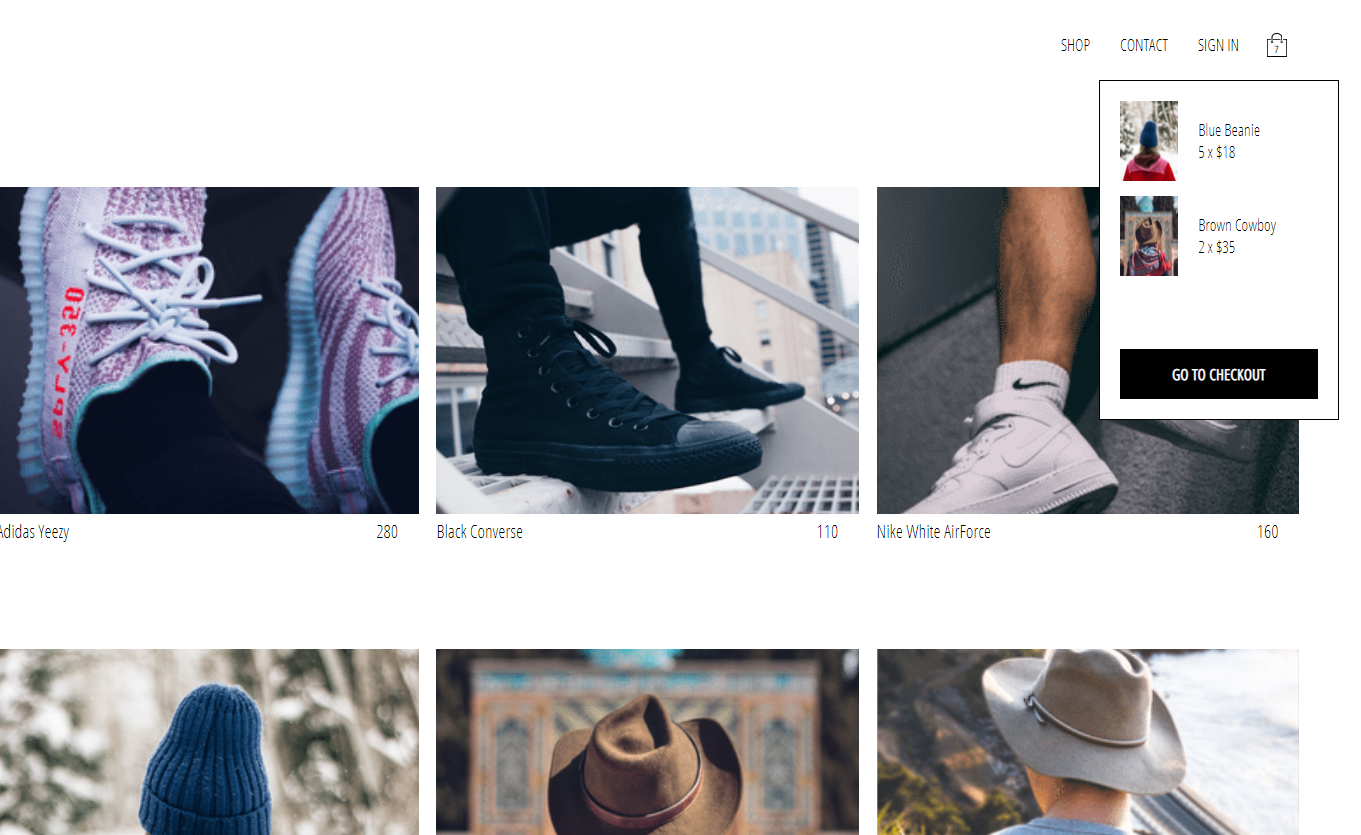 SHOP CONTACT SIGN IN 7
Blue Beanie
5 x $18
Brown Cowboy
2 x $35
GO TO CHECKOUT
SPLY-350
Adidas Yeezy 280
Black Converse 110
Nike White AirForce 160